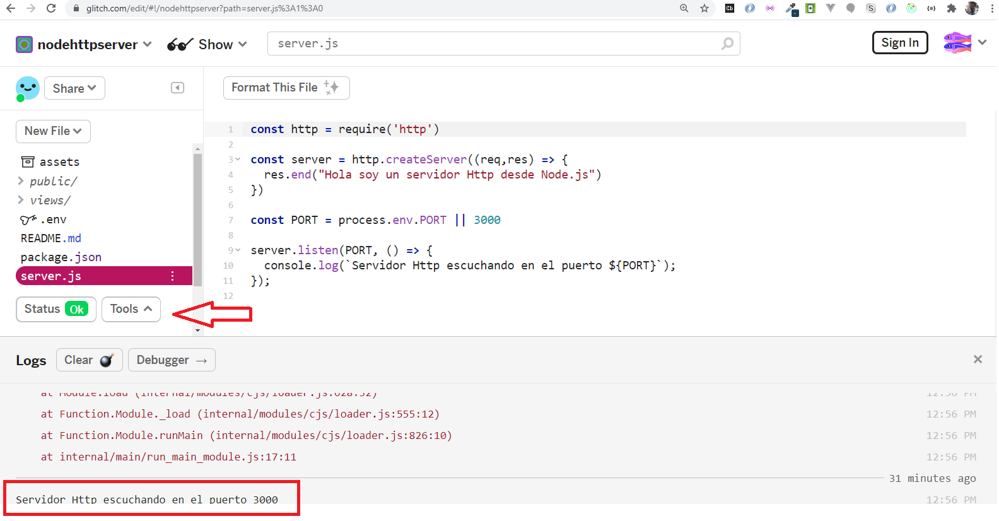 glitch.com/edit/#!/nodehttpserver?path=server.js%3A1%3A0
nodehttpserver
Show
server.js
Sign In
Share
Format This File
New File
assets
public/
views/
.env
README.md
package.json
server.js
Status Ok
Tools
1 const http = require('http')
2
3 const server = http.createServer((req,res) => {
4 res.end("Hola soy un servidor Http desde Node.js")
5 })
6
7 const PORT = process.env.PORT || 3000
8
9 server.listen(PORT, () => {
10 console.log(`Servidor Http escuchando en el puerto ${PORT}`);
11 });
12
Logs
Clear
Debugger →
at Module.load (internal/modules/cjs/loader.js:628:32) 12:56 PM
at Function.Module._load (internal/modules/cjs/loader.js:555:12) 12:56 PM
at Function.Module.runMain (internal/modules/cjs/loader.js:826:10) 12:56 PM
at internal/main/run_main_module.js:17:11 12:56 PM
31 minutes ago
Servidor Http escuchando en el puerto 3000 12:56 PM